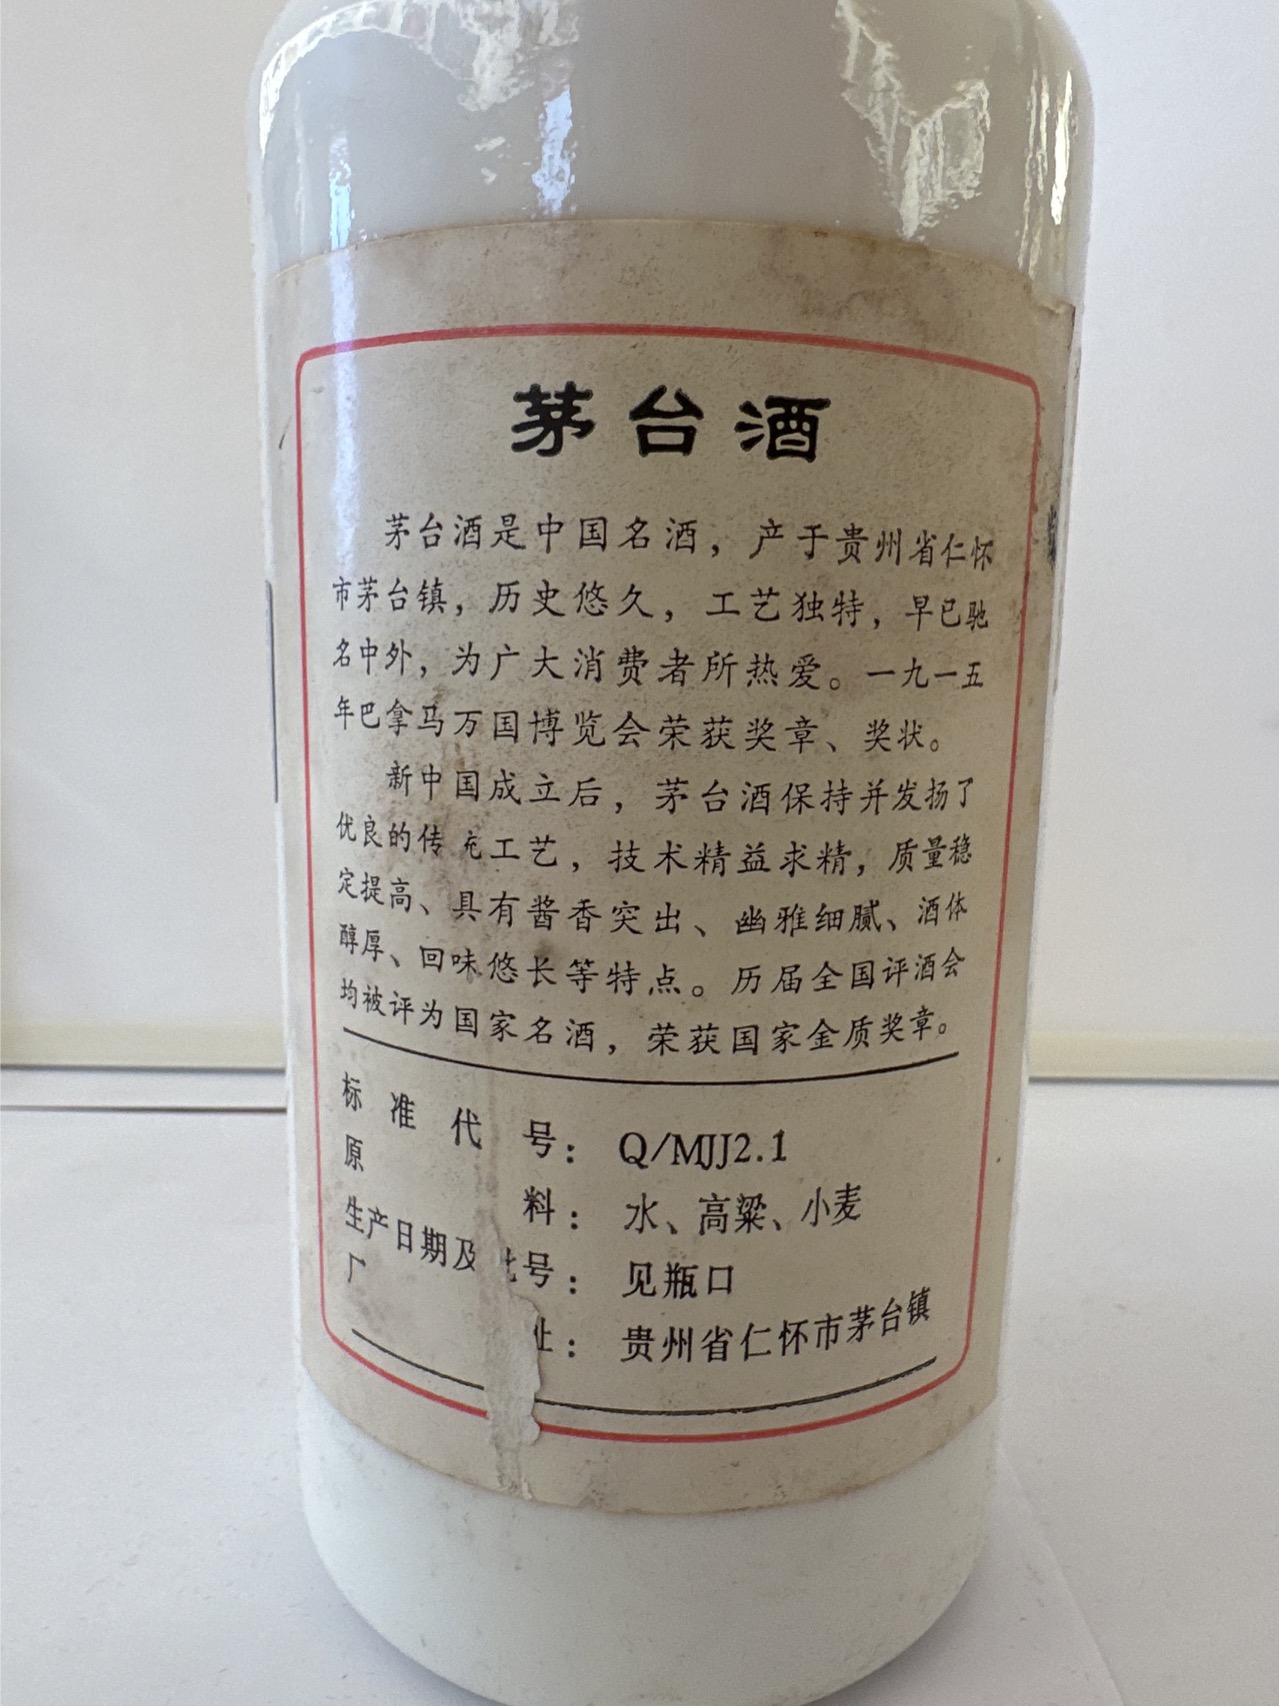 茅台酒
茅台酒是中国名酒，产于贵州省仁怀
市茅台镇，历史悠久，工艺独特，早已驰
名中外，为广大消费者所热爱。一九一五
年巴拿马万国博览会荣获奖章、奖状。
新中国成立后，茅台酒保持并发扬了
优良的传 工艺，技术精益求精，质量稳
定提高、具有酱香突出、幽雅细腻、酒体
醇厚、回味悠长等特点。历届全国评酒会
均被评为国家名酒，荣获国家金质奖章。
标准代号：Q/MJJ2.1
原料：水、高粱、小麦
生产日期及 号：见瓶口
厂 ：贵州省仁怀市茅台镇